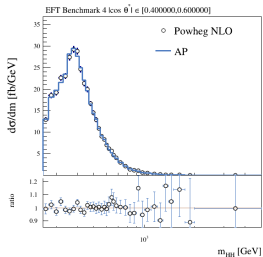 EFT Benchmark 4 |cos θ*| ∈ [0.400000,0.600000]
dσ/dm [fb/GeV]
35
30
25
20
15
10
5
Powheg NLO
AP
ratio
1.2
1.1
1
0.9
10³
m_HH [GeV]